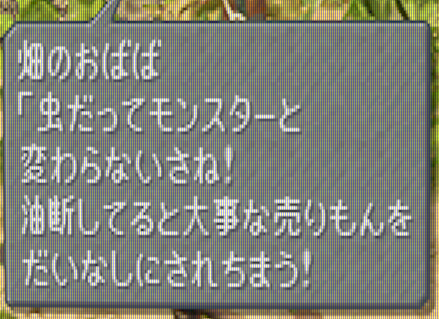 畑のおばば
「虫だってモンスターと
変わらないさね!
油断してると大事な売りもんを
だいなしにされちまう!